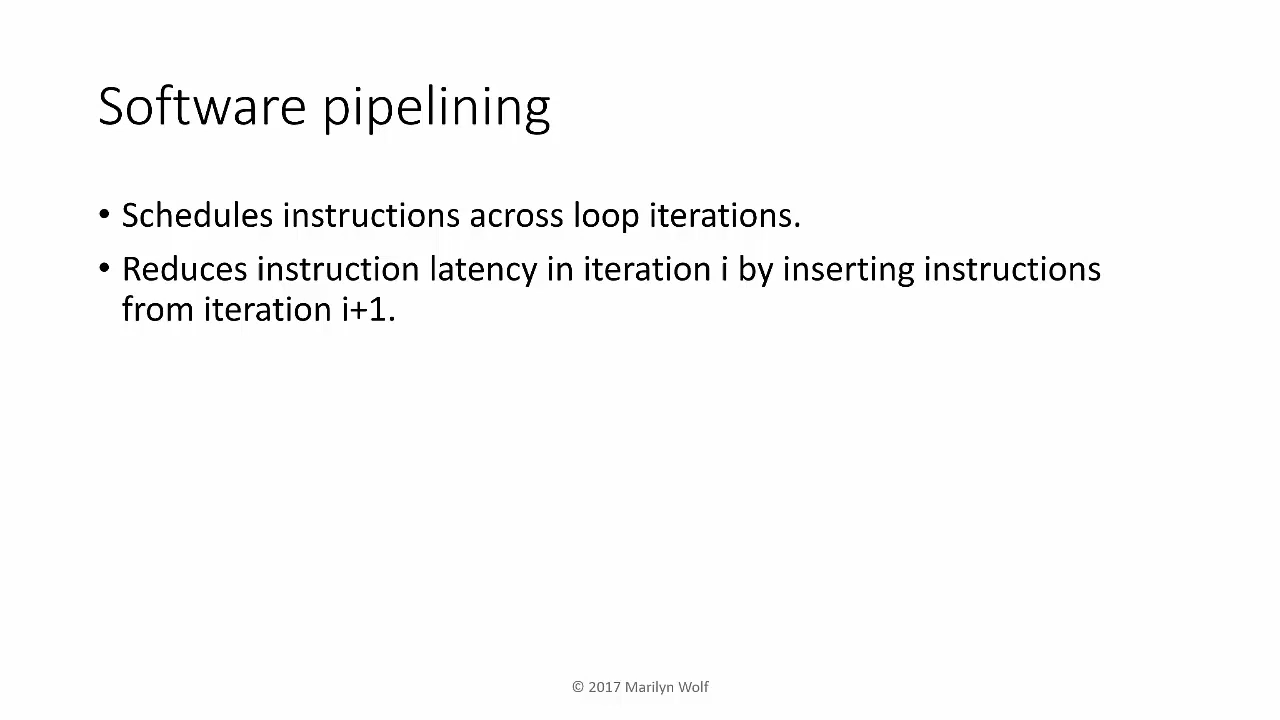 Software pipelining
• Schedules instructions across loop iterations.
• Reduces instruction latency in iteration i by inserting instructions
from iteration i+1.
© 2017 Marilyn Wolf